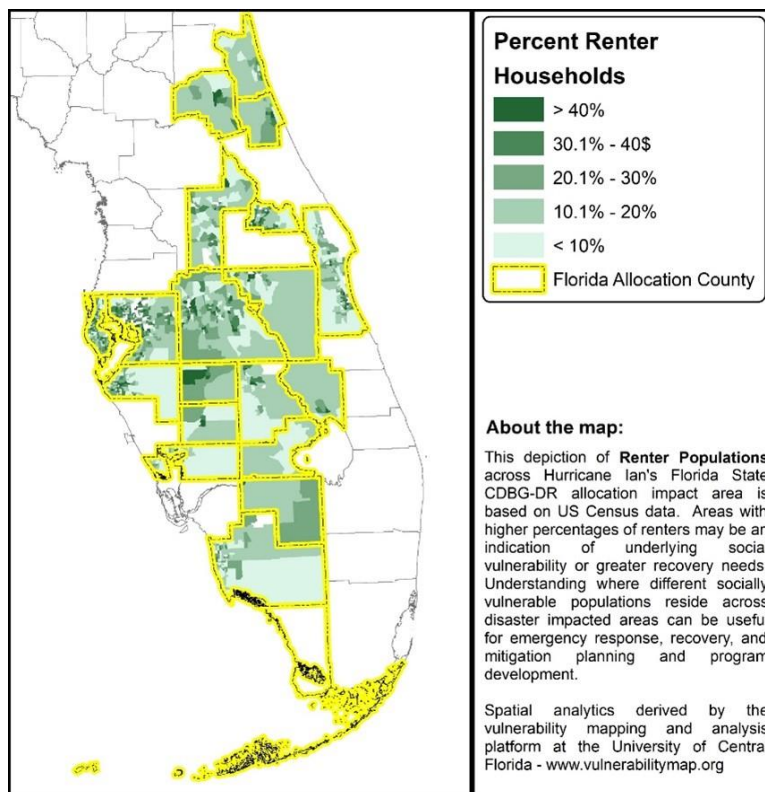 Percent Renter
Households
> 40%
30.1% - 40$
20.1% - 30%
10.1% - 20%
< 10%
Florida Allocation County
About the map:
This depiction of Renter Populations
across Hurricane Ian's Florida State
CDBG-DR allocation impact area is
based on US Census data. Areas with
higher percentages of renters may be an
indication of underlying socia
vulnerability or greater recovery needs
Understanding where different socially
vulnerable populations reside across
disaster impacted areas can be usefu
for emergency response, recovery, and
mitigation planning and program
development.
Spatial analytics derived by the
vulnerability mapping and analysis
platform at the University of Centra
Florida - www.vulnerabilitymap.org